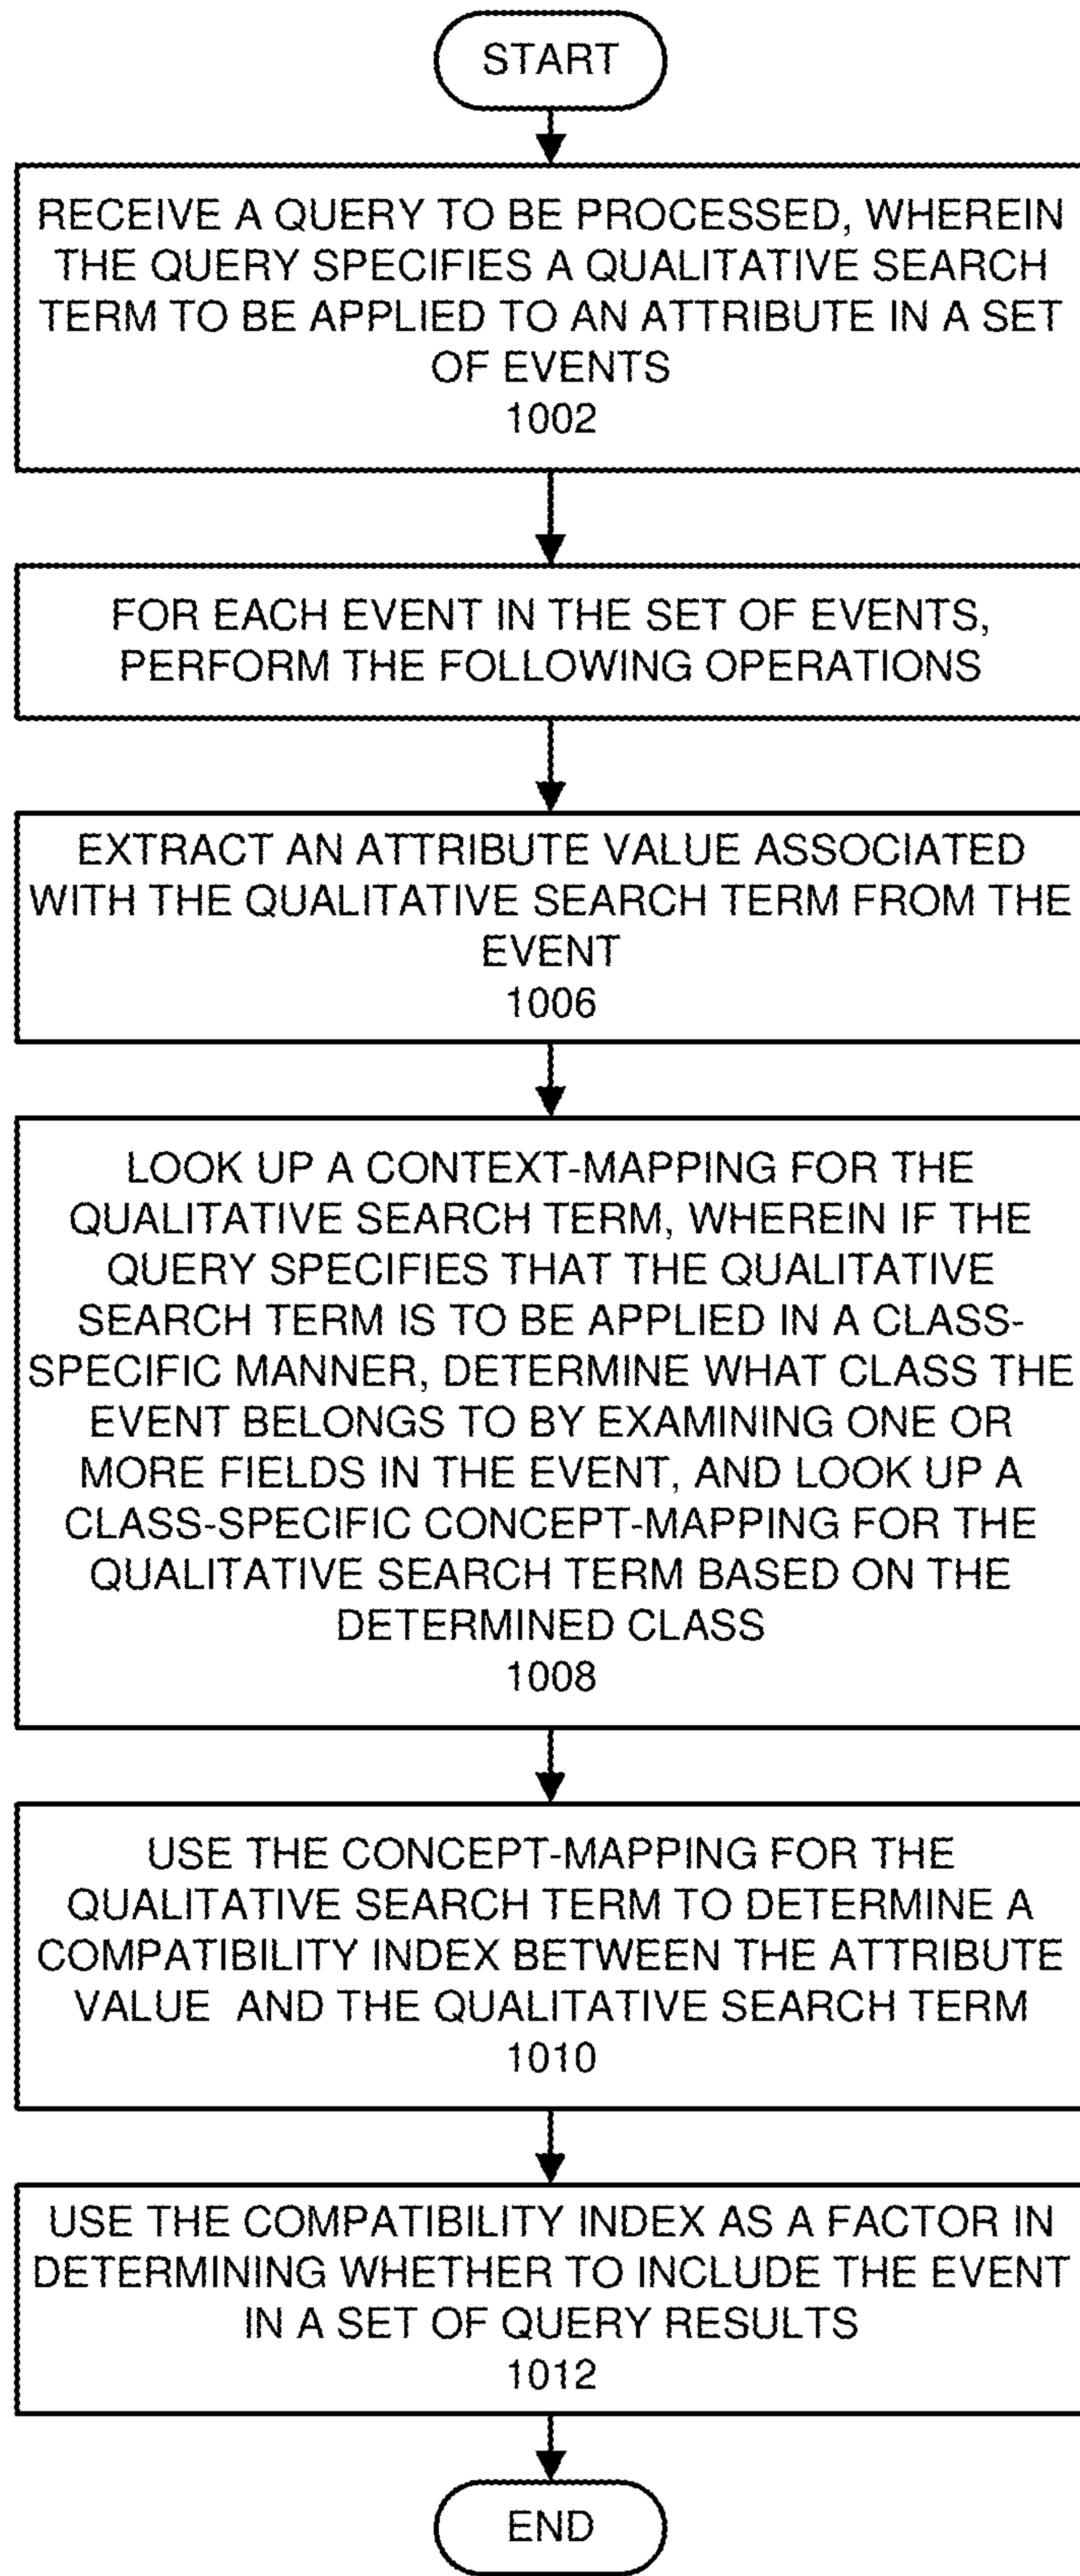 START
RECEIVE A QUERY TO BE PROCESSED, WHEREIN
THE QUERY SPECIFIES A QUALITATIVE SEARCH
TERM TO BE APPLIED TO AN ATTRIBUTE IN A SET
OF EVENTS
1002
FOR EACH EVENT IN THE SET OF EVENTS,
PERFORM THE FOLLOWING OPERATIONS
EXTRACT AN ATTRIBUTE VALUE ASSOCIATED
WITH THE QUALITATIVE SEARCH TERM FROM THE
EVENT
1006
LOOK UP A CONTEXT-MAPPING FOR THE
QUALITATIVE SEARCH TERM, WHEREIN IF THE
QUERY SPECIFIES THAT THE QUALITATIVE
SEARCH TERM IS TO BE APPLIED IN A CLASS-
SPECIFIC MANNER, DETERMINE WHAT CLASS THE
EVENT BELONGS TO BY EXAMINING ONE OR
MORE FIELDS IN THE EVENT, AND LOOK UP A
CLASS-SPECIFIC CONCEPT-MAPPING FOR THE
QUALITATIVE SEARCH TERM BASED ON THE
DETERMINED CLASS
1008
USE THE CONCEPT-MAPPING FOR THE
QUALITATIVE SEARCH TERM TO DETERMINE A
COMPATIBILITY INDEX BETWEEN THE ATTRIBUTE
VALUE AND THE QUALITATIVE SEARCH TERM
1010
USE THE COMPATIBILITY INDEX AS A FACTOR IN
DETERMINING WHETHER TO INCLUDE THE EVENT
IN A SET OF QUERY RESULTS
1012
END